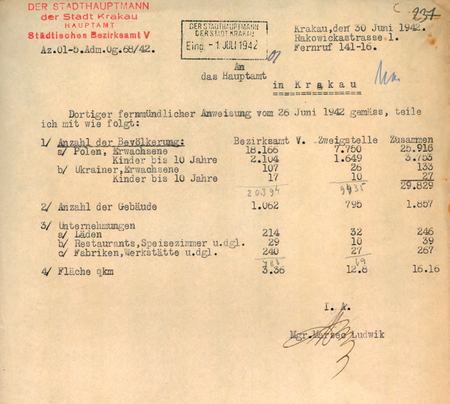 DER STADTHAUPTMANN
der Stadt Krakau
HAUPTAMT
Städtisches Bezirksamt V
Az.01-5.Adm.Og.68/42.
DER STADTHAUPTMANN
DER STADT KRAKAU
Eing. - 1 JULI 1942
231
Krakau, den 30 Juni 1942.
Rakowickastrasse 1.
Fernruf 141-16.
An
das Hauptamt
in Krakau
Dortiger fernmündlicher Anweisung vom 26 Juni 1942 gemäss, teile
ich mit wie folgt:
1/ Anzahl der Bevölkerung: Bezirksamt V. Zweigstelle Zusammen
a/ Polen, Erwachsene 18.166 7.750 25.916
Kinder bis 10 Jahre 2.104 1.649 3.753
b/ Ukrainer, Erwachsene 107 26 133
Kinder bis 10 Jahre 17 10 27
20394 9435 29.829
2/ Anzahl der Gebäude 1.062 795 1.857
3/ Unternehmungen
a/ Läden 214 32 246
b/ Restaurants, Speisezimmer u.dgl. 29 10 39
c/ Fabriken, Werkstätte u.dgl. 240 27 267
69
4/ Fläche qkm 3.36 12.8 16.16
I. A.
Mgr. Marzec Ludwik